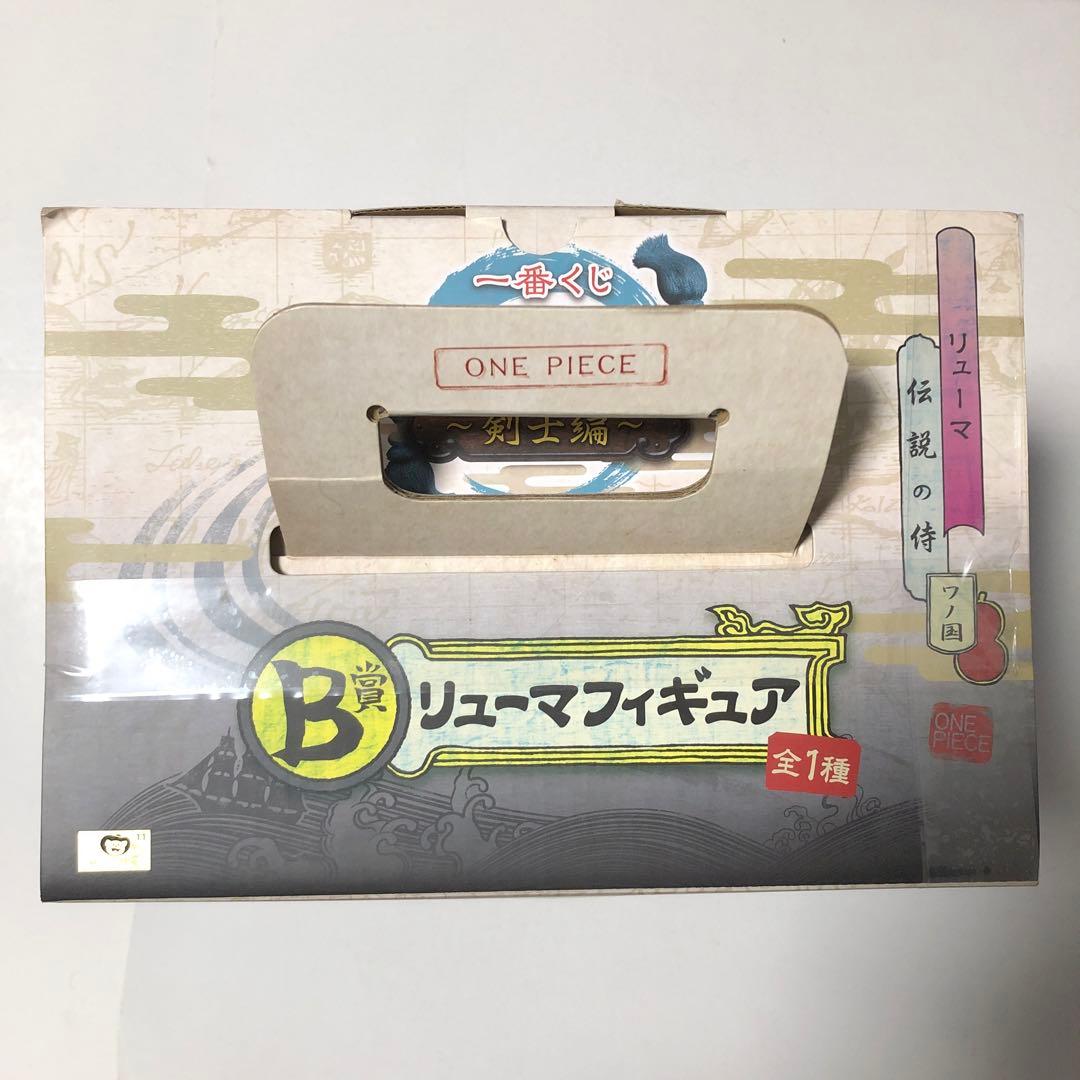 一番くじ
ONE PIECE
～剣士編～
リューマ
伝説の侍
ワノ国
B賞
リューマフィギュア
全1種
ONE
PIECE